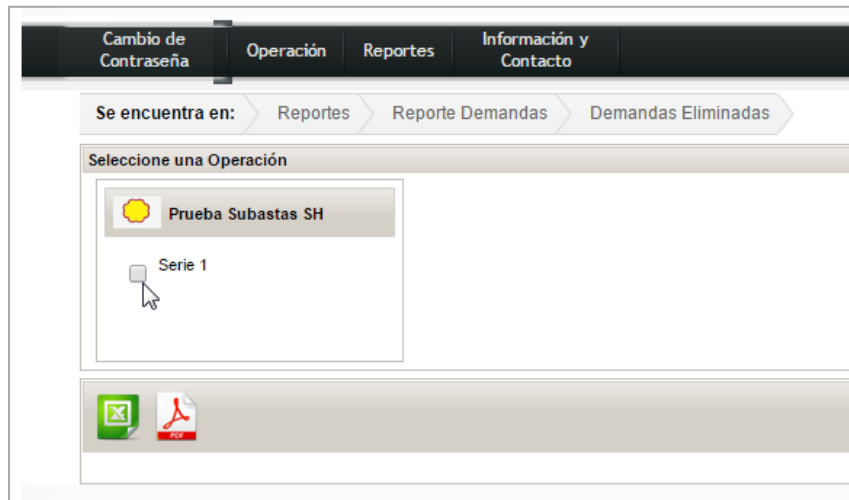 Cambio de
Contraseña
Operación
Reportes
Información y
Contacto
Se encuentra en: Reportes Reporte Demandas Demandas Eliminadas
Seleccione una Operación
Prueba Subastas SH
Serie 1
PDF